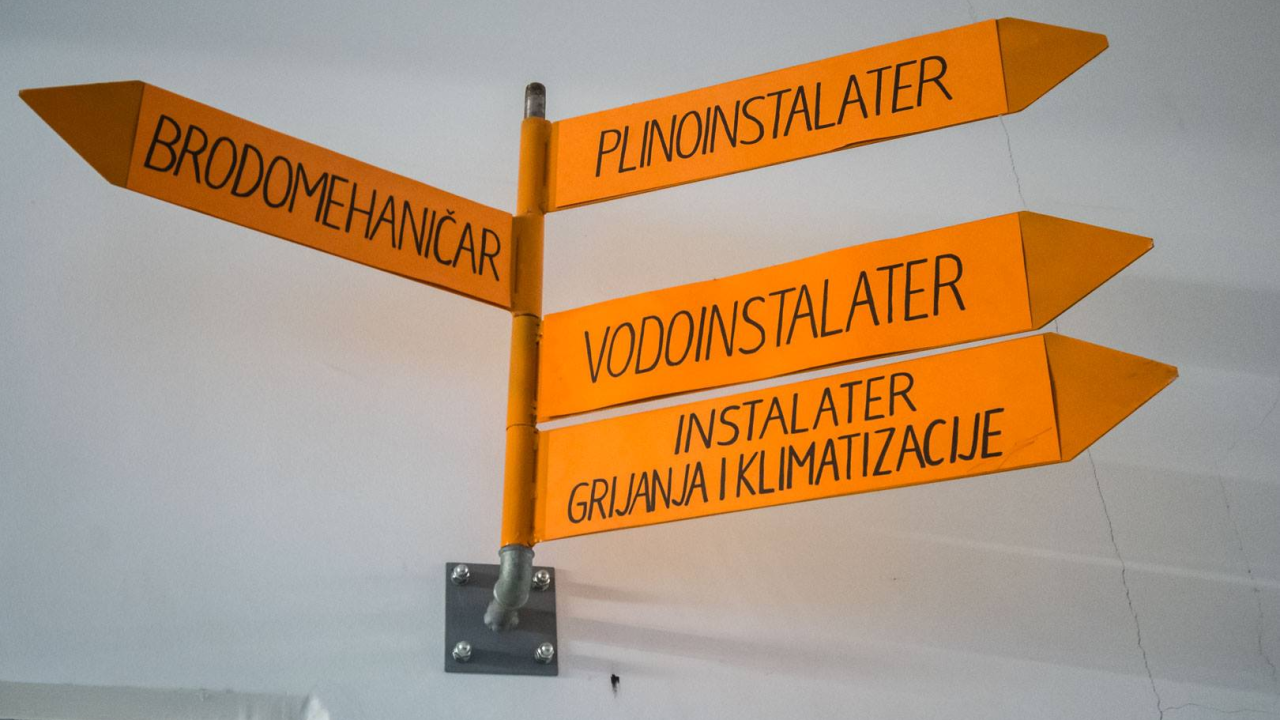 BRODOMEHANIČAR
PLINOINSTALATER
VODOINSTALATER
INSTALATER
GRIJANJA I KLIMATIZACIJE